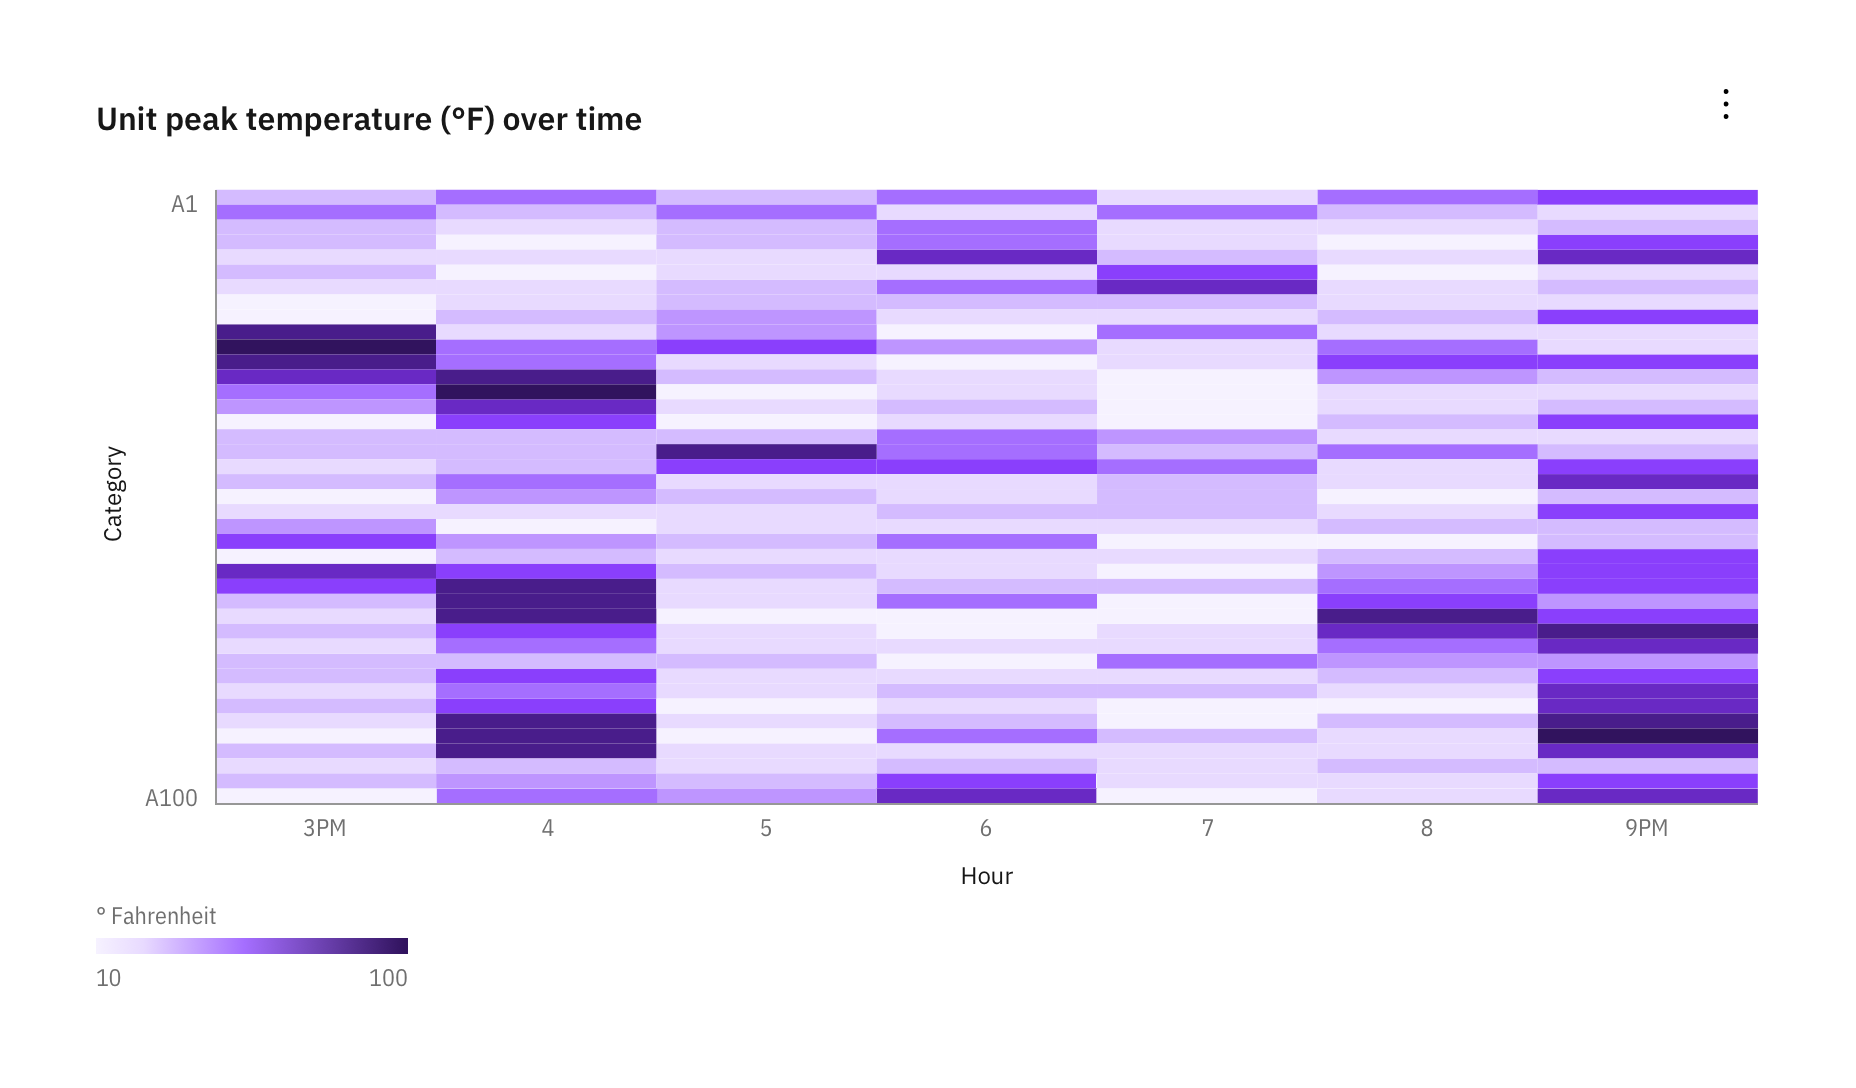 Unit peak temperature (°F) over time
A1
Category
A100
3PM 4 5 6 7 8 9PM
Hour
° Fahrenheit
10 100